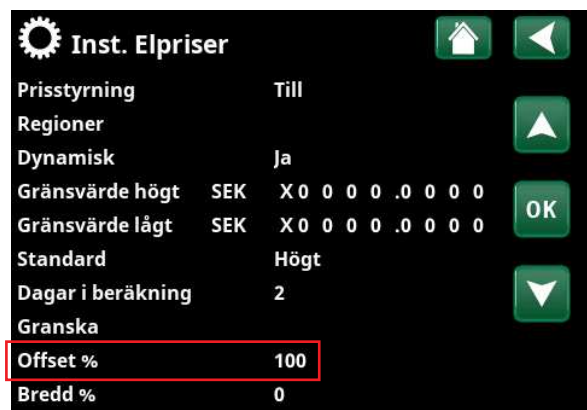 Inst. Elpriser
Prisstyrning Till
Regioner
Dynamisk Ja
Gränsvärde högt SEK X 0 0 0 0 .0 0 0 0
Gränsvärde lågt SEK X 0 0 0 0 .0 0 0 0
OK
Standard Högt
Dagar i beräkning 2
Granska
Offset % 100
Bredd % 0